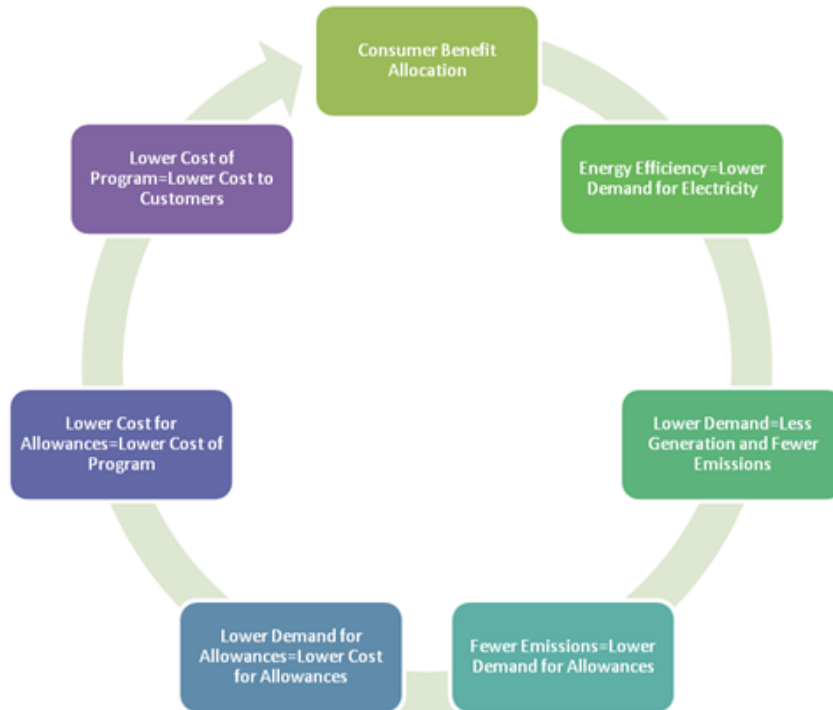 Consumer Benefit
Allocation
Energy Efficiency=Lower
Demand for Electricity
Lower Demand=Less
Generation and Fewer
Emissions
Fewer Emissions=Lower
Demand for Allowances
Lower Demand for
Allowances=Lower Cost
for Allowances
Lower Cost for
Allowances=Lower Cost of
Program
Lower Cost of
Program=Lower Cost to
Customers